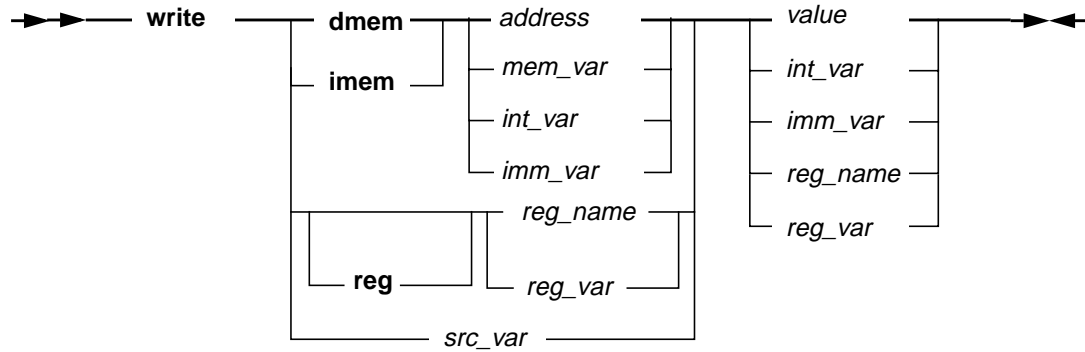 write dmem address value
imem mem_var int_var
int_var imm_var
imm_var reg_name
reg_name reg_var
reg reg_var
src_var